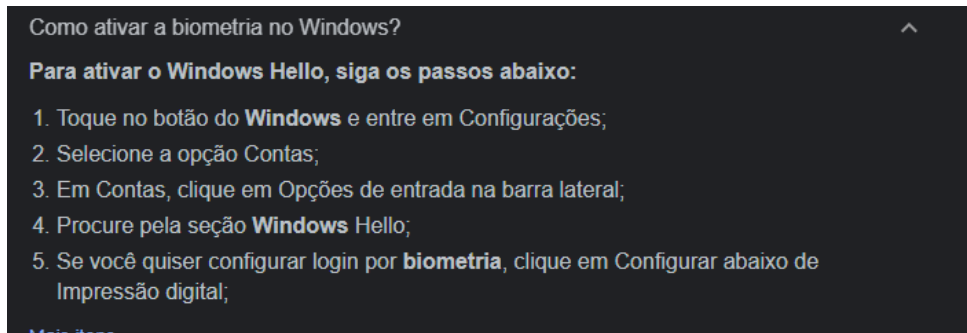 Como ativar a biometria no Windows?
Para ativar o Windows Hello, siga os passos abaixo:
1. Toque no botão do Windows e entre em Configurações;
2. Selecione a opção Contas;
3. Em Contas, clique em Opções de entrada na barra lateral;
4. Procure pela seção Windows Hello;
5. Se você quiser configurar login por biometria, clique em Configurar abaixo de
Impressão digital;